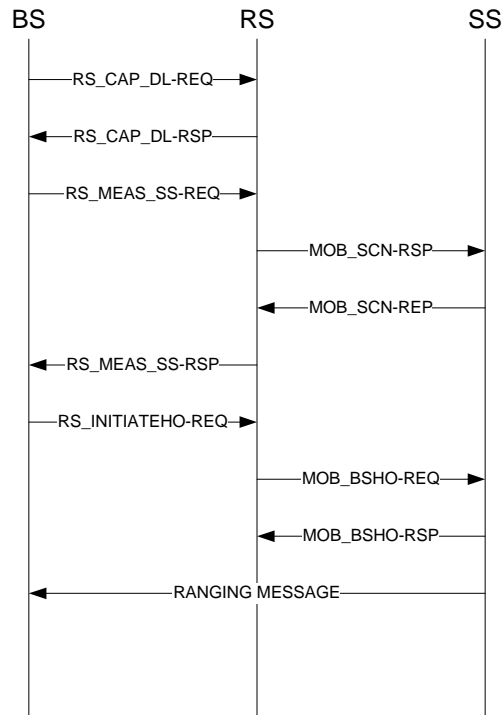 BS RS SS
RS_CAP_DL-REQ
RS_CAP_DL-RSP
RS_MEAS_SS-REQ
MOB_SCN-RSP
MOB_SCN-REP
RS_MEAS_SS-RSP
RS_INITIATEHO-REQ
MOB_BSHO-REQ
MOB_BSHO-RSP
RANGING MESSAGE